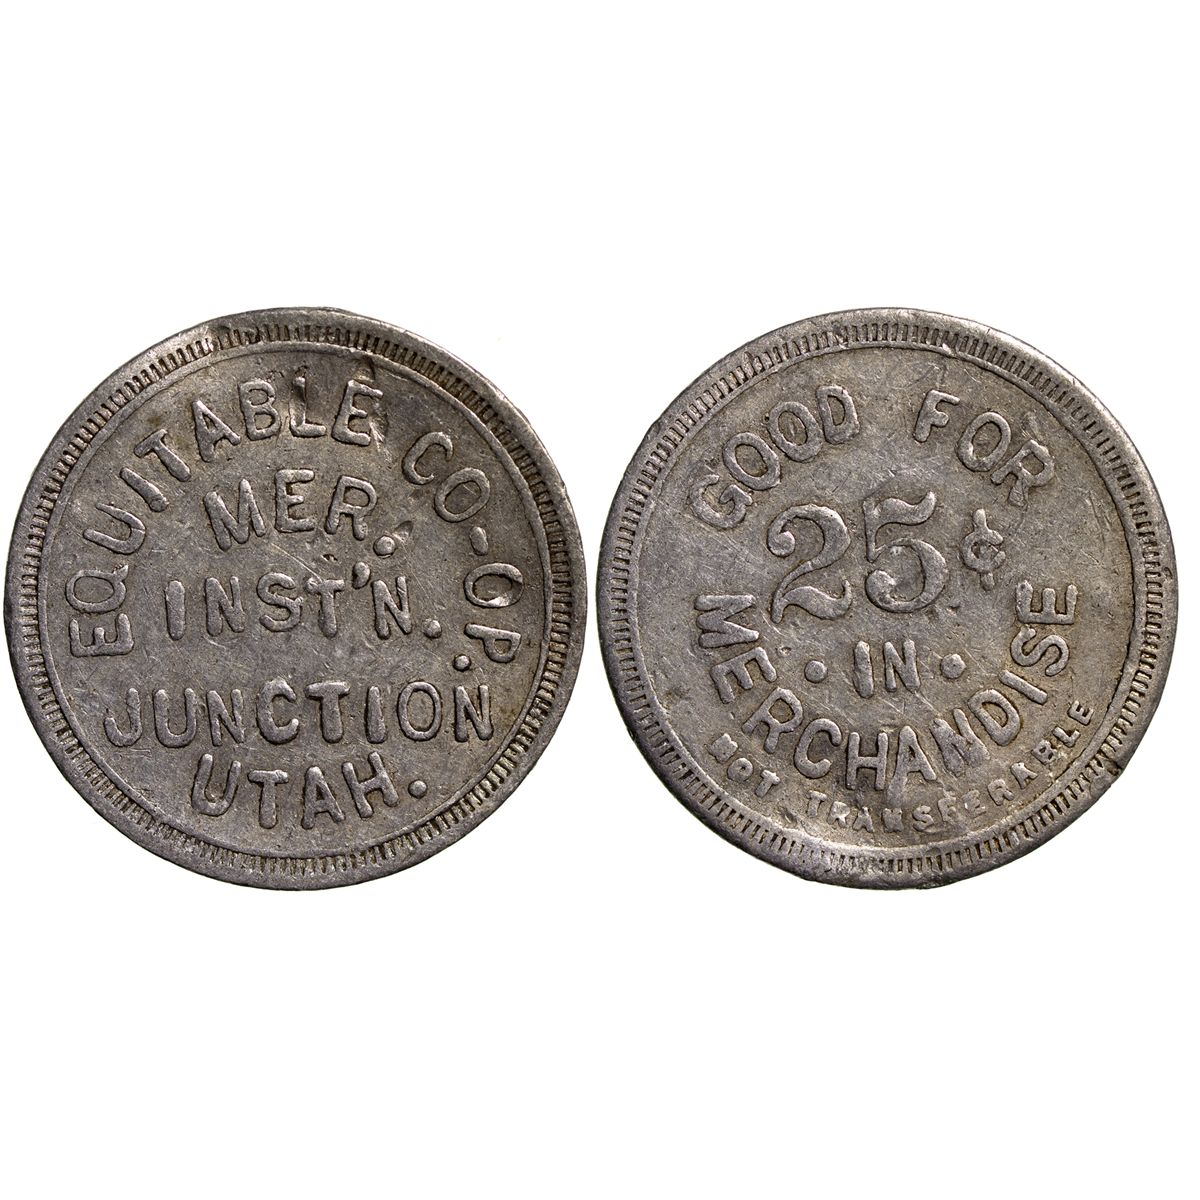 EQUITABLE CO-OP.
MER.
INST'N.
JUNCTION
UTAH.
GOOD FOR
25¢
· IN ·
MERCHANDISE
NOT TRANSFERABLE